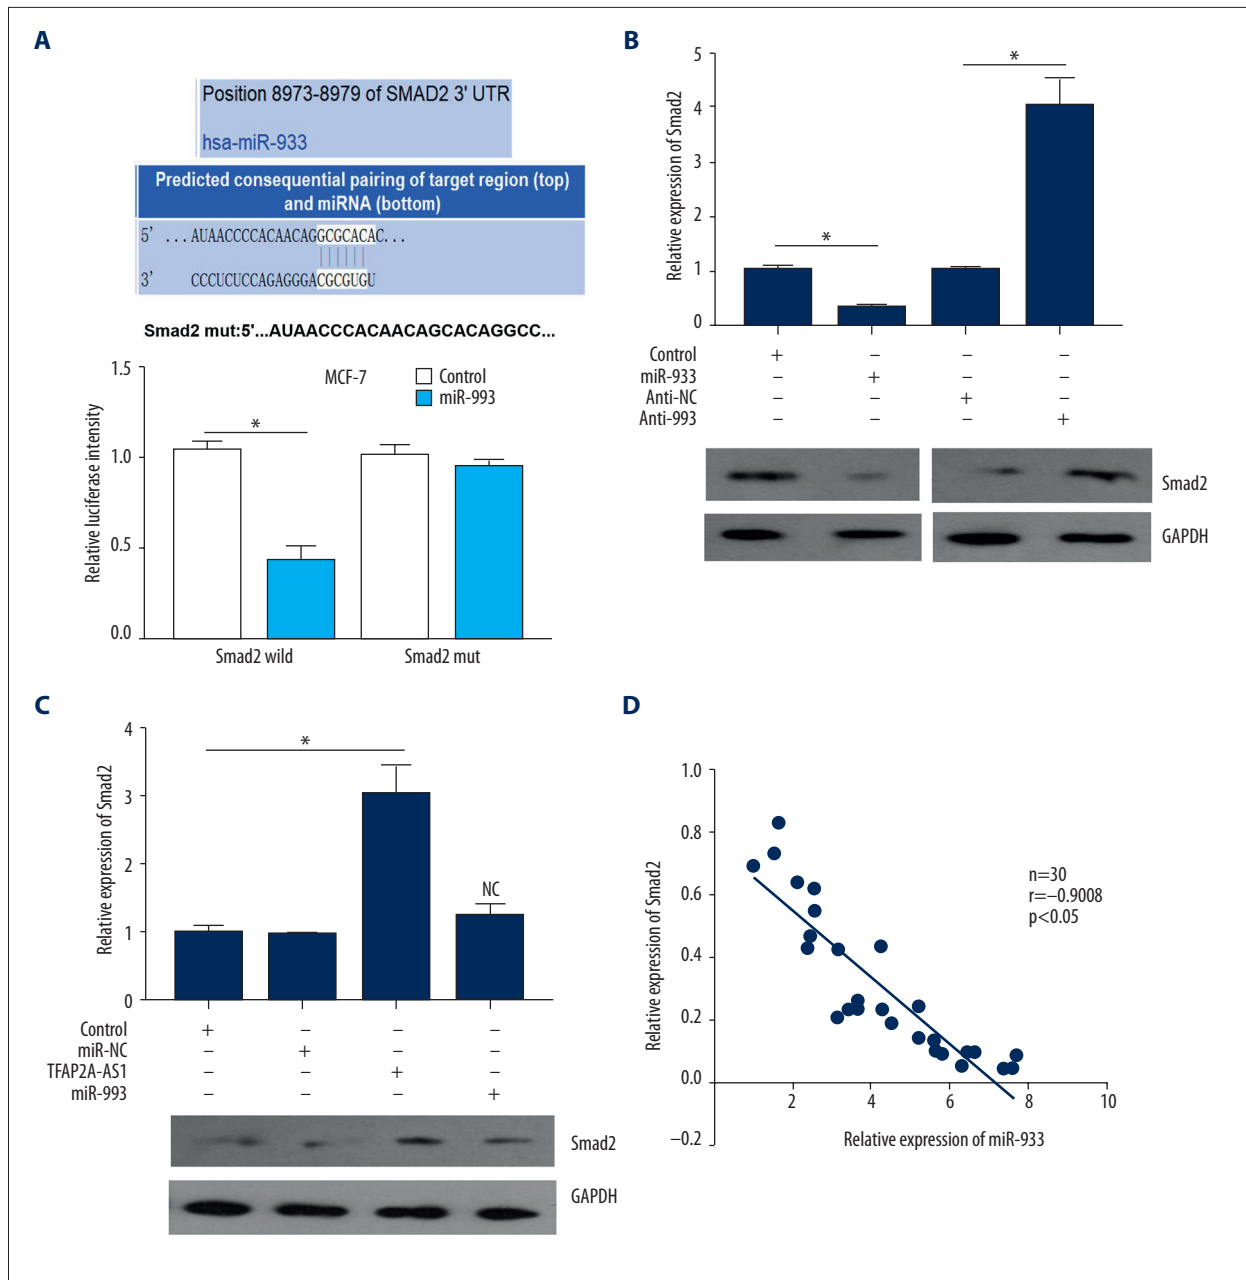 A
Position 8973-8979 of SMAD2 3' UTR
hsa-miR-933
Predicted consequential pairing of target region (top)
and miRNA (bottom)
5' ...AUAACCCCACAACAGGCGCACAC...
3' CCCUCUCCAGAGGGACGCGUGU
Smad2 mut:5'...AUAACCCACAACAGCACAGGCC...
1.5
1.0
0.5
0.0
Relative luciferase intensity
MCF-7
Control
miR-993
*
Smad2 wild
Smad2 mut
B
5
4
3
2
1
0
Relative expression of Smad2
*
*
Control + – – –
miR-933 – + – –
Anti-NC – – + –
Anti-993 – – – +
Smad2
GAPDH
C
4
3
2
1
0
Relative expression of Smad2
*
NC
Control + – – –
miR-NC – + – –
TFAP2A-AS1 – – + –
miR-993 – – – +
Smad2
GAPDH
D
1.0
0.8
0.6
0.4
0.2
0.0
–0.2
Relative expression of Smad2
n=30
r=–0.9008
p<0.05
2 4 6 8 10
Relative expression of miR-933